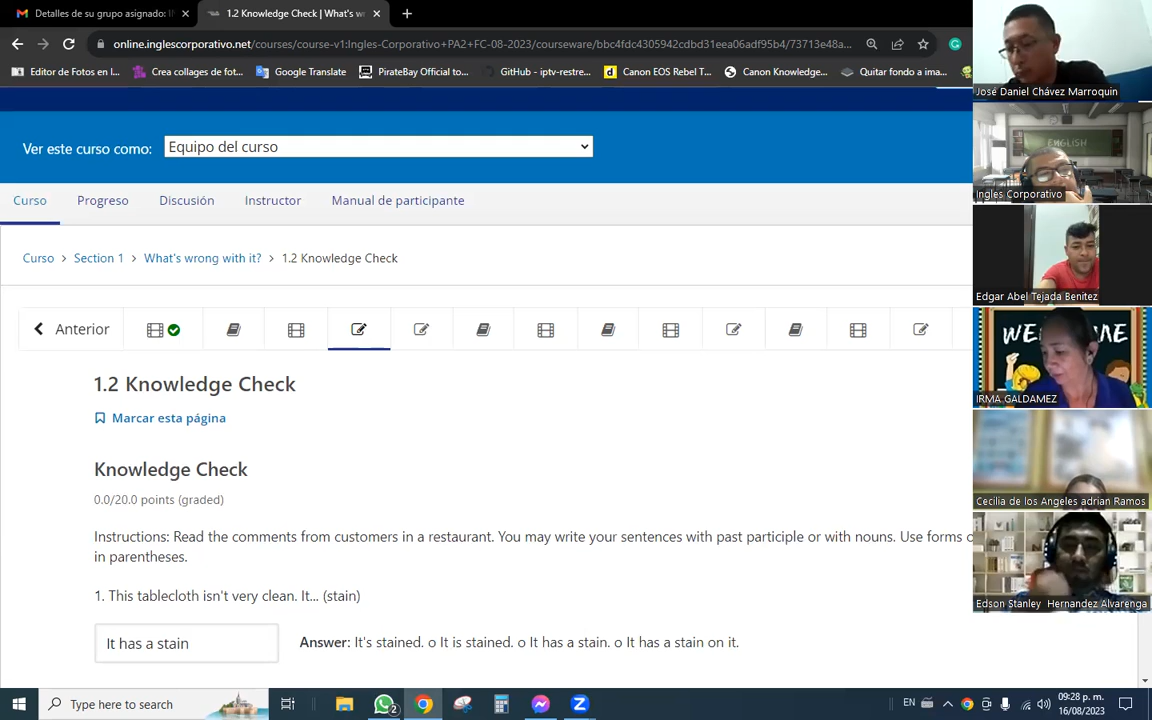 Detalles de su grupo asignado: 1
1.2 Knowledge Check | What's wr
online.inglescorporativo.net/courses/course-v1:Ingles-Corporativo+PA2+FC-08-2023/courseware/bbc4fdc4305942cdbd31eea06adf95b4/73713e48a...
Editor de Fotos en l...
Crea collages de fot...
Google Translate
PirateBay Official to...
GitHub - iptv-restre...
Canon EOS Rebel T...
Canon Knowledge...
Quitar fondo a ima...
José Daniel Chávez Marroquin
Ver este curso como:
Equipo del curso
ENGLISH
Ingles Corporativo
Curso
Progreso
Discusión
Instructor
Manual de participante
Curso > Section 1 > What's wrong with it? > 1.2 Knowledge Check
Edgar Abel Tejada Benitez
Anterior
IRMA GALDAMEZ
1.2 Knowledge Check
Marcar esta página
Knowledge Check
0.0/20.0 points (graded)
Cecilia de los Angeles adrian Ramos
Instructions: Read the comments from customers in a restaurant. You may write your sentences with past participle or with nouns. Use forms
in parentheses.
1. This tablecloth isn't very clean. It... (stain)
Edson Stanley Hernandez Alvarenga
It has a stain
Answer: It's stained. o It is stained. o It has a stain. o It has a stain on it.
Type here to search
2
EN
09:28 p. m.
16/08/2023